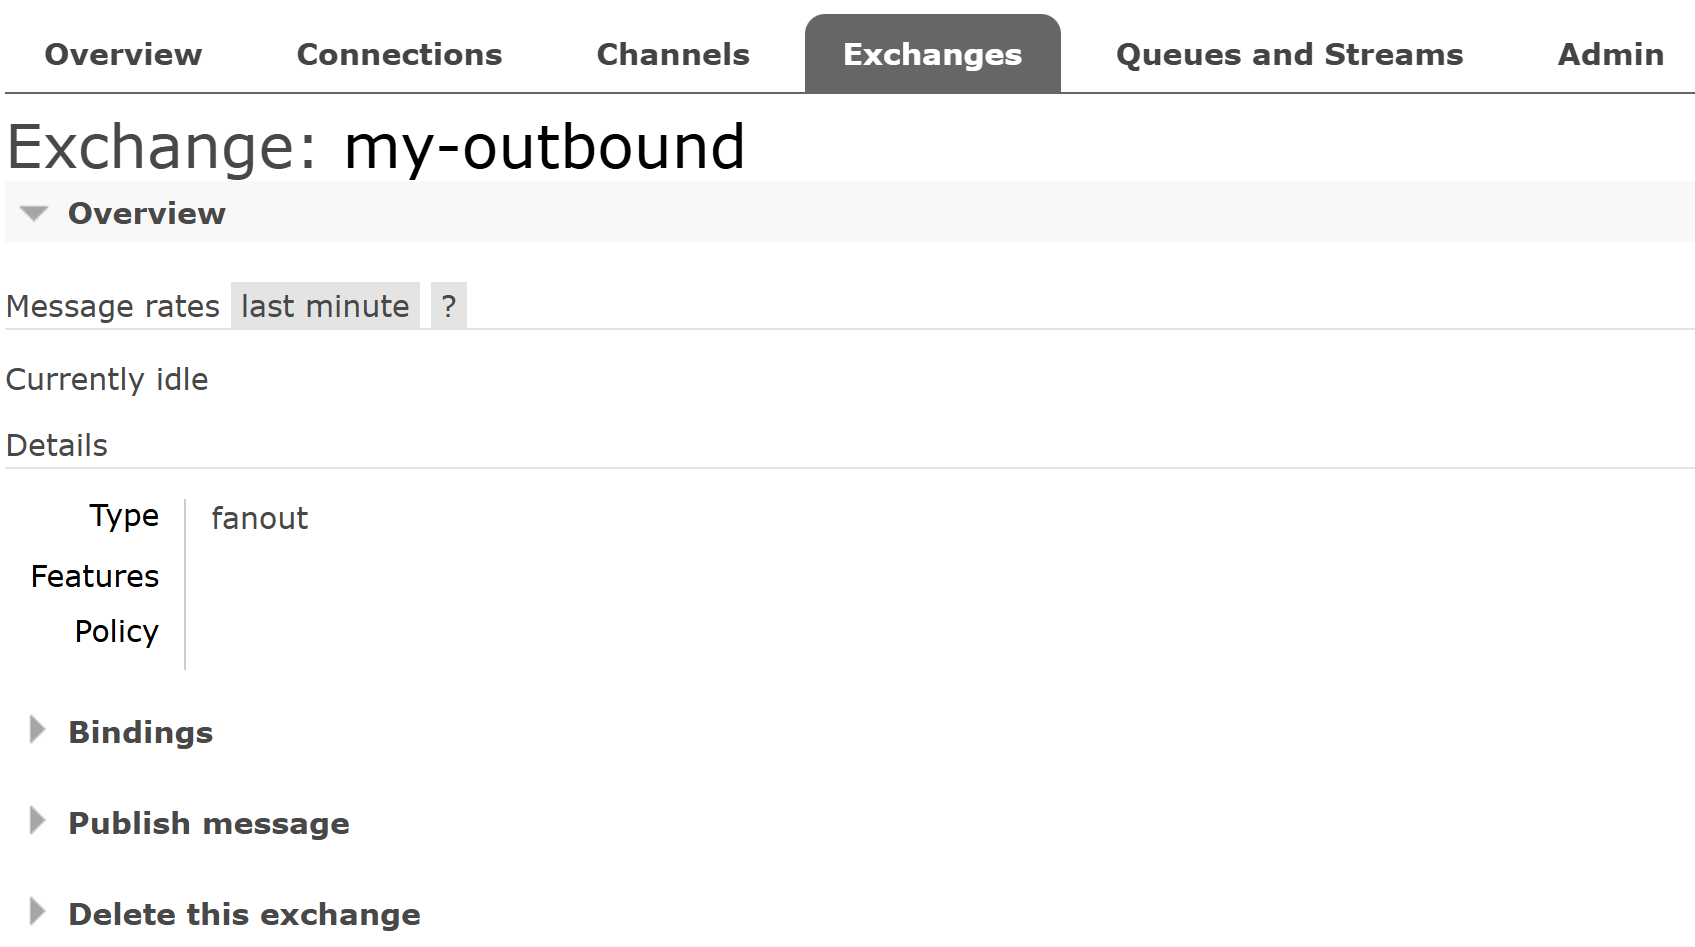 Overview Connections Channels Exchanges Queues and Streams Admin
Exchange: my-outbound
Overview
Message rates last minute ?
Currently idle
Details
Type fanout
Features
Policy
Bindings
Publish message
Delete this exchange